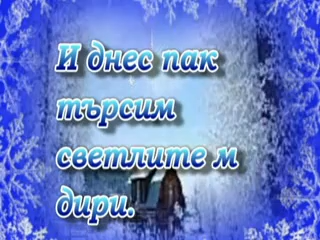 И днес пак
търсим
светлите м
дири.